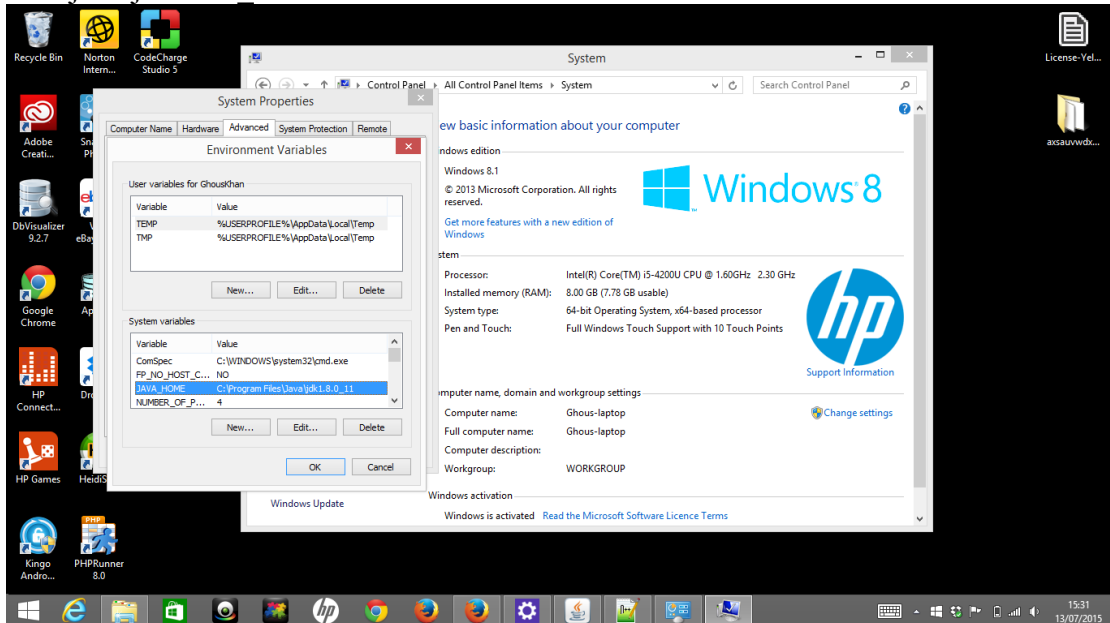 Recycle Bin
Norton
Intern...
CodeCharge
Studio 5
License-Yel...
Adobe
Creati...
axsauvwdx...
DbVisualizer
9.2.7
eBay
Google
Chrome
HP
Connect...
HP Games
HeidiS
Kingo
Andro...
PHP
PHPRunner
8.0
System
Control Panel
All Control Panel Items
System
Search Control Panel
ew basic information about your computer
ndows edition
Windows 8.1
© 2013 Microsoft Corporation. All rights
reserved.
Get more features with a new edition of
Windows
Windows 8
stem
Processor: Intel(R) Core(TM) i5-4200U CPU @ 1.60GHz 2.30 GHz
Installed memory (RAM): 8.00 GB (7.78 GB usable)
System type: 64-bit Operating System, x64-based processor
Pen and Touch: Full Windows Touch Support with 10 Touch Points
hp
Support Information
mputer name, domain and workgroup settings
Computer name: Ghous-laptop
Change settings
Full computer name: Ghous-laptop
Computer description:
Workgroup: WORKGROUP
Windows activation
Windows is activated Read the Microsoft Software Licence Terms
Windows Update
System Properties
Computer Name Hardware Advanced System Protection Remote
Environment Variables
User variables for GhousKhan
Variable Value
TEMP %USERPROFILE%\AppData\Local\Temp
TMP %USERPROFILE%\AppData\Local\Temp
New... Edit... Delete
System variables
Variable Value
ComSpec C:\WINDOWS\system32\cmd.exe
FP_NO_HOST_C... NO
JAVA_HOME C:\Program Files\Java\jdk1.8.0_11
NUMBER_OF_P... 4
New... Edit... Delete
OK Cancel
15:31
13/07/2015